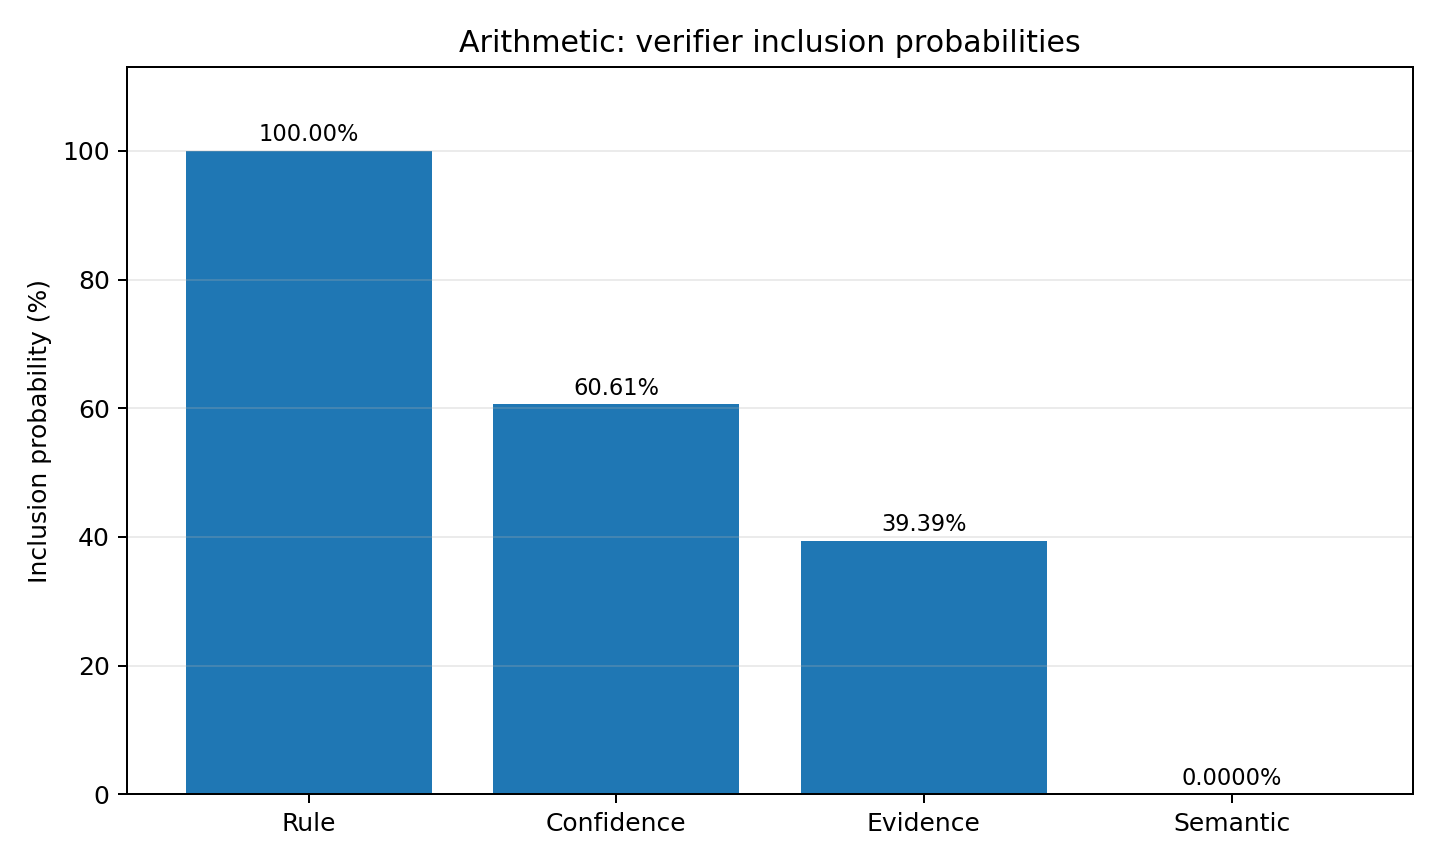 Arithmetic: verifier inclusion probabilities
Inclusion probability (%)
100
80
60
40
20
0
100.00%
60.61%
39.39%
0.0000%
Rule
Confidence
Evidence
Semantic